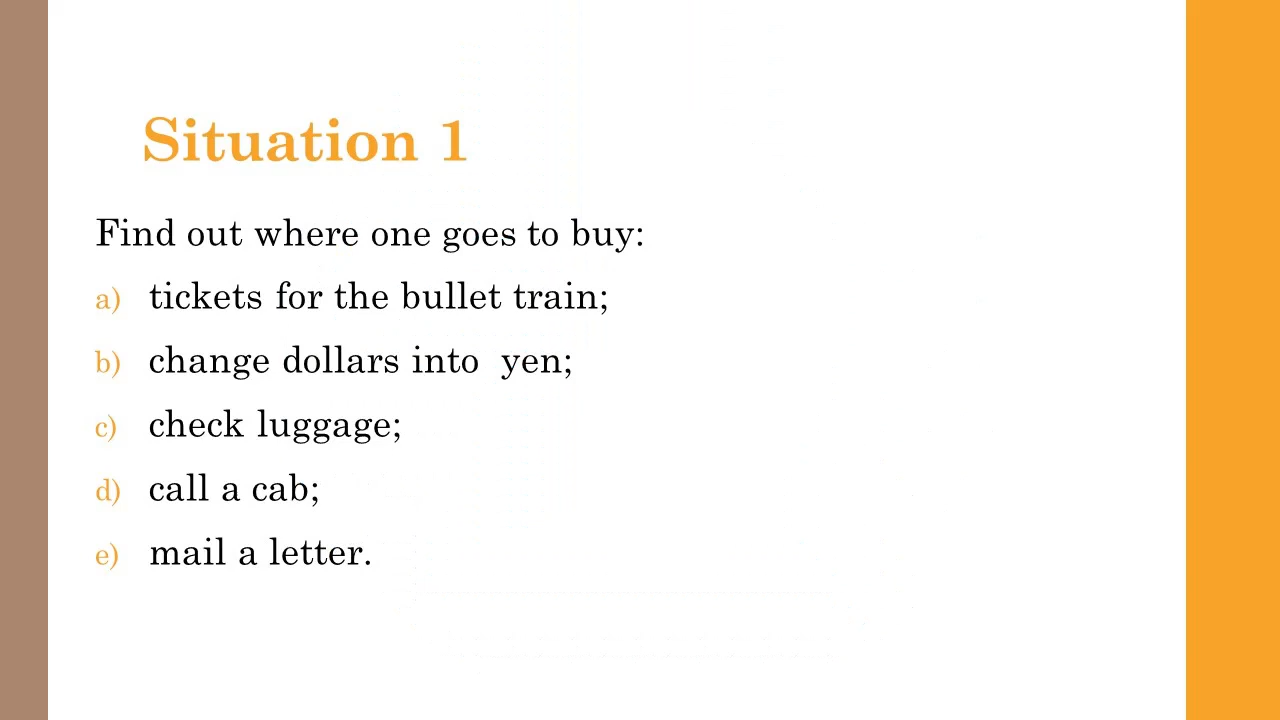 Situation 1
Find out where one goes to buy:
a) tickets for the bullet train;
b) change dollars into  yen;
c) check luggage;
d) call a cab;
e) mail a letter.